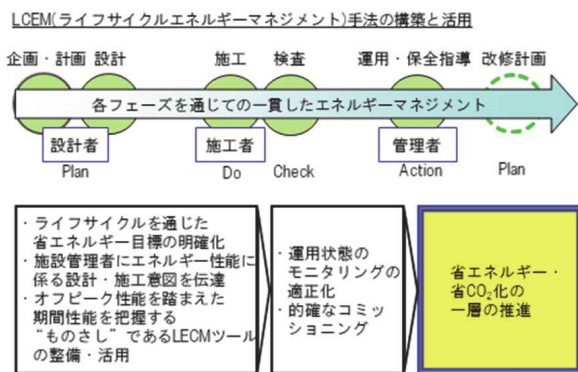 LCEM(ライフサイクルエネルギーマネジメント)手法の構築と活用
企画・計画 設計 施工 検査 運用・保全指導 改修計画
各フェーズを通じての一貫したエネルギーマネジメント
設計者 施工者 管理者
Plan Do Check Action Plan
・ライフサイクルを通じた
省エネルギー目標の明確化
・施設管理者にエネルギー性能に
係る設計・施工意図を伝達
・オフピーク性能を踏まえた
期間性能を把握する
“ものさし”であるLECMツール
の整備・活用
・運用状態の
モニタリングの
適正化
・的確なコミッ
ショニング
省エネルギー・
省CO₂化の
一層の推進